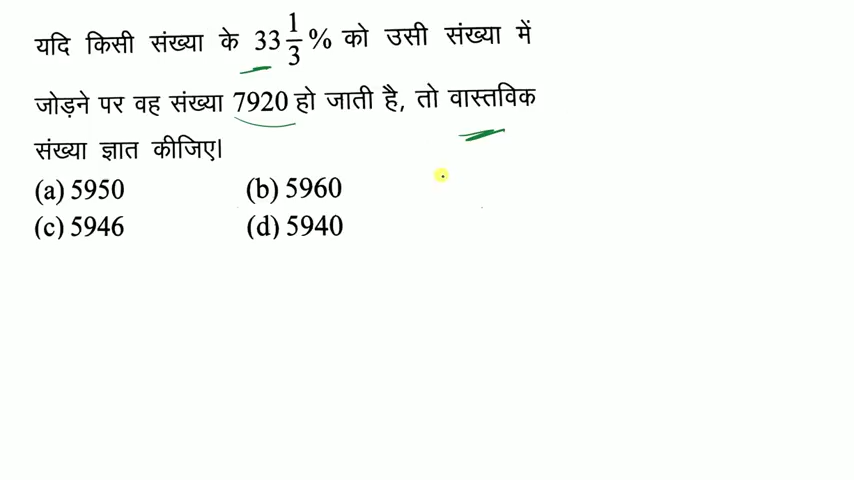 यदि किसी संख्या के 33 1/3 % को उसी संख्या में
जोड़ने पर वह संख्या 7920 हो जाती है, तो वास्तविक
संख्या ज्ञात कीजिए।
(a) 5950 (b) 5960
(c) 5946 (d) 5940